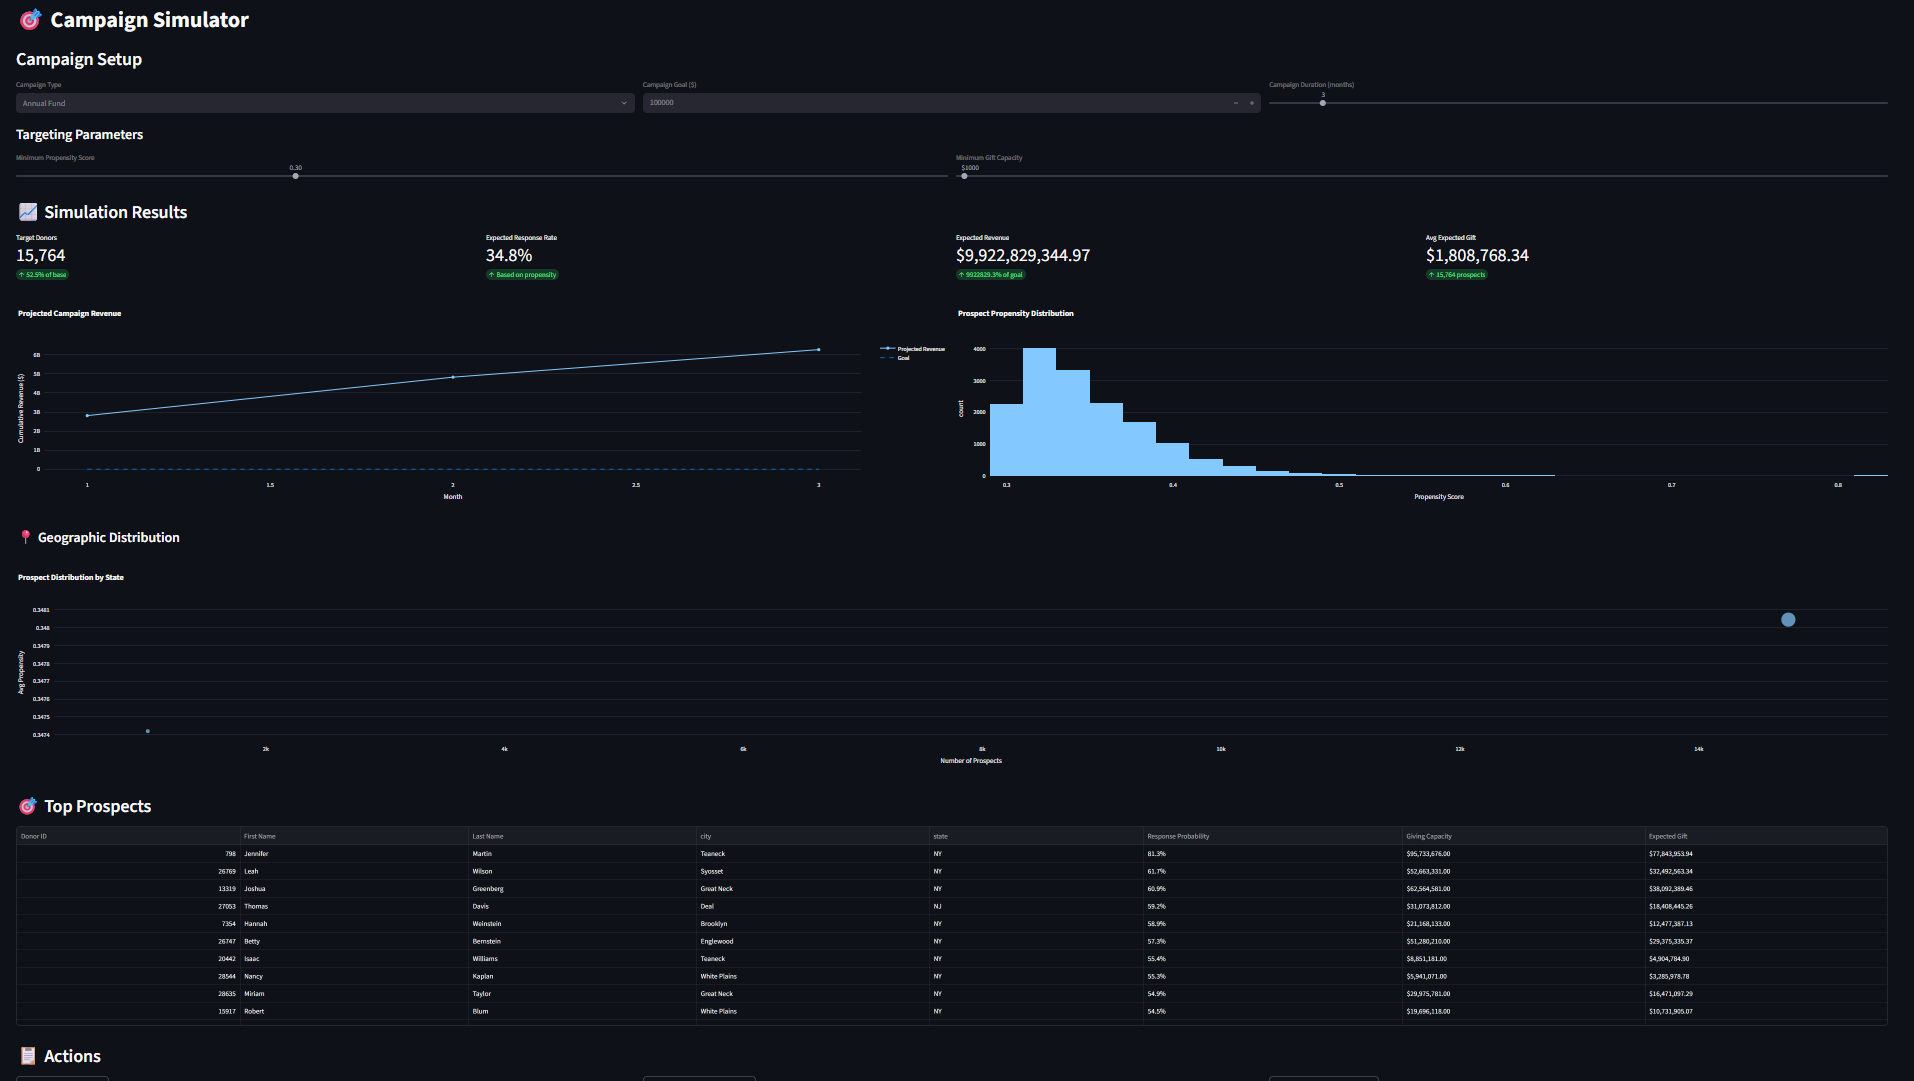 Campaign Simulator
Campaign Setup
Campaign Type
Campaign Goal ($)
Campaign Duration (months)
Annual Fund
100000
3
Targeting Parameters
Minimum Propensity Score
Minimum Gift Capacity
0.30
$1000
Simulation Results
Target Donors
Expected Response Rate
Expected Revenue
Avg Expected Gift
15,764
34.8%
$9,922,829,344.97
$1,808,768.34
↑ 52.5% of base
↑ Based on propensity
↑ 9922829.3% of goal
↑ 15,764 prospects
Projected Campaign Revenue
Projected Revenue
Goal
6B
5B
4B
3B
2B
1B
0
Cumulative Revenue ($)
1 1.5 2 2.5 3
Month
Prospect Propensity Distribution
4000
3000
2000
1000
0
count
0.3 0.4 0.5 0.6 0.7 0.8
Propensity Score
Geographic Distribution
Prospect Distribution by State
0.3481
0.348
0.3479
0.3478
0.3477
0.3476
0.3475
0.3474
Avg Propensity
2k 4k 6k 8k 10k 12k 14k
Number of Prospects
Top Prospects
Donor ID First Name Last Name city state Response Probability Giving Capacity Expected Gift
798 Jennifer Martin Teaneck NY 81.3% $95,733,676.00 $77,843,953.94
26769 Leah Wilson Syosset NY 61.7% $52,663,331.00 $32,492,563.34
13319 Joshua Greenberg Great Neck NY 60.9% $62,564,581.00 $38,092,389.46
27053 Thomas Davis Deal NJ 59.2% $31,073,812.00 $18,408,445.26
7354 Hannah Weinstein Brooklyn NY 58.9% $21,168,133.00 $12,477,387.13
26747 Betty Bernstein Englewood NY 57.3% $51,280,210.00 $29,375,335.37
20442 Isaac Williams Teaneck NY 55.4% $8,851,181.00 $4,904,784.90
28544 Nancy Kaplan White Plains NY 55.3% $5,941,071.00 $3,285,978.78
28635 Miriam Taylor Great Neck NY 54.9% $29,975,781.00 $16,471,097.29
15917 Robert Blum White Plains NY 54.5% $19,696,118.00 $10,731,905.07
Actions